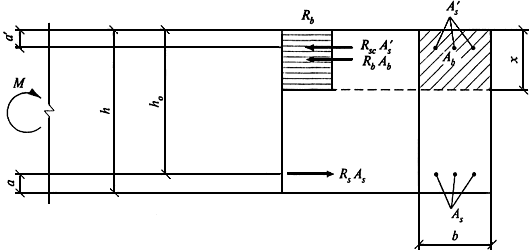 R_b
A'_s
a'
R_sc A'_s
R_b A_b
A_b
x
M
h
h_o
a
R_s A_s
A_s
b